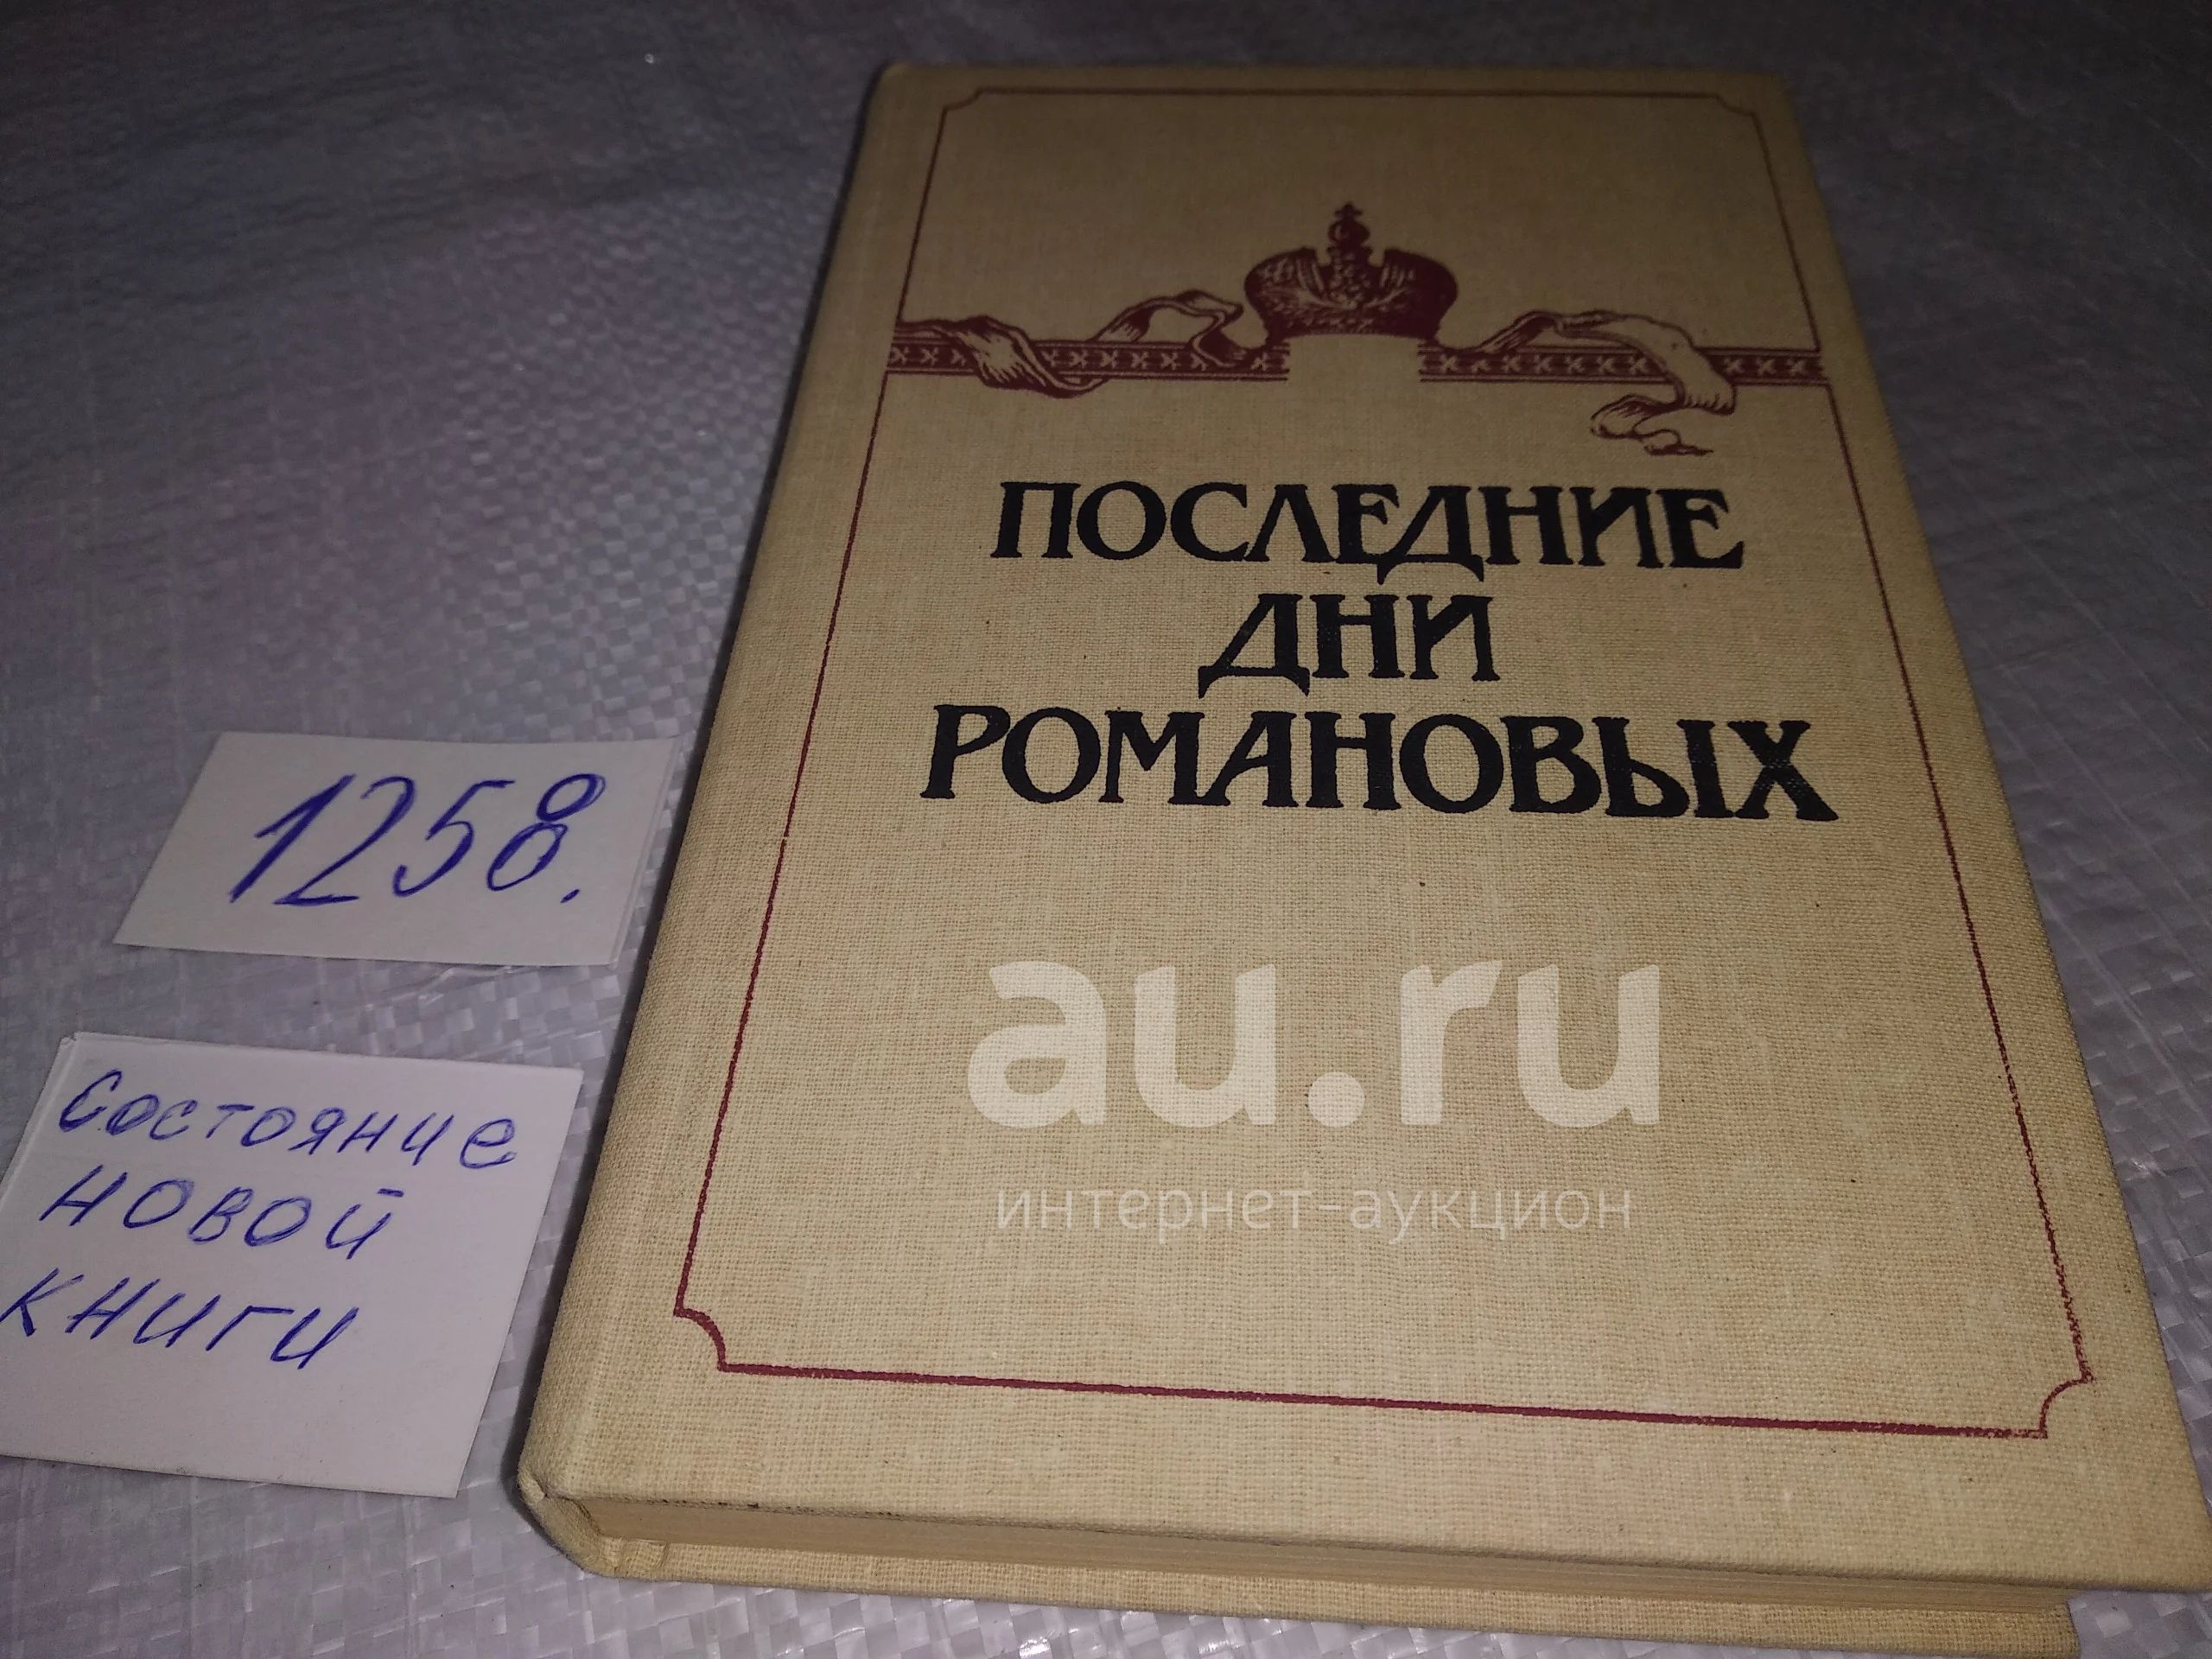 ПОСЛЕДНИЕ
ДНИ
РОМАНОВЫХ
1258.
Состояние
новой
книги
au.ru
интернет-аукцион